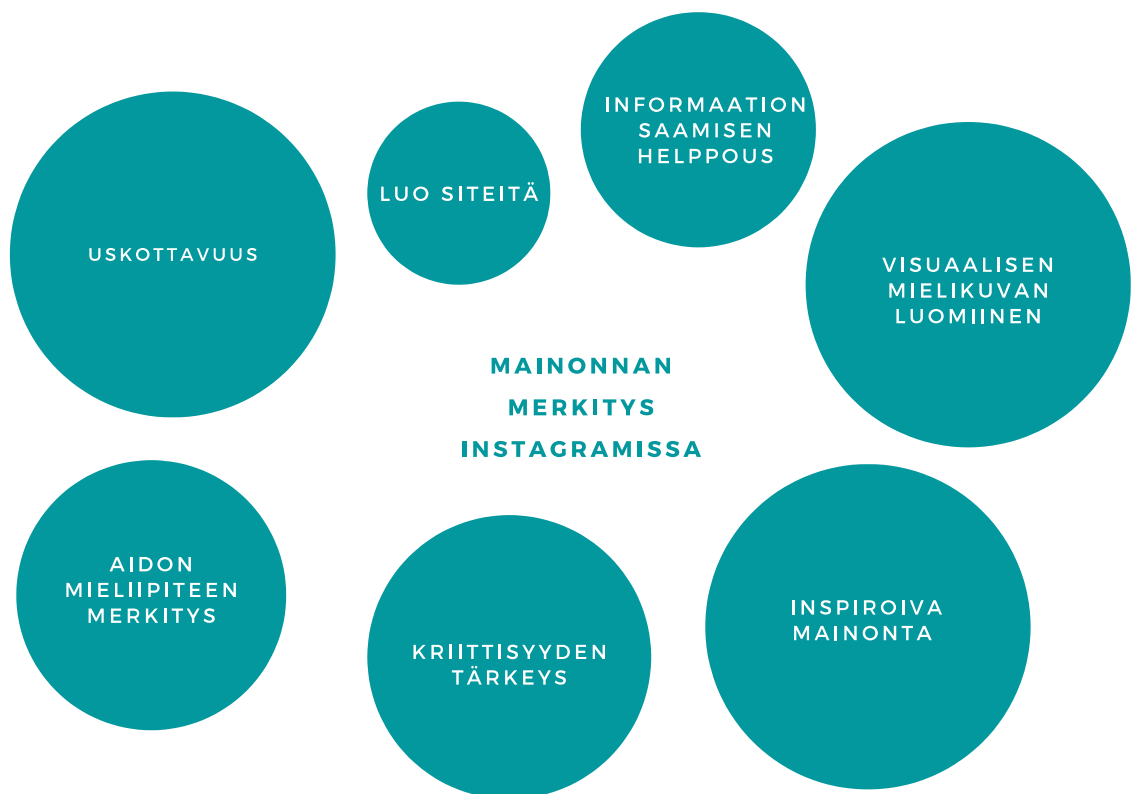 INFORMAATION
SAAMISEN
HELPPOUS
LUO SITEITÄ
USKOTTAVUUS
VISUAALISEN
MIELIKUVAN
LUOMIINEN
MAINONNAN
MERKITYS
INSTAGRAMISSA
AIDON
MIELIIPITEEN
MERKITYS
KRIITTISYYDEN
TÄRKEYS
INSPIROIVA
MAINONTA